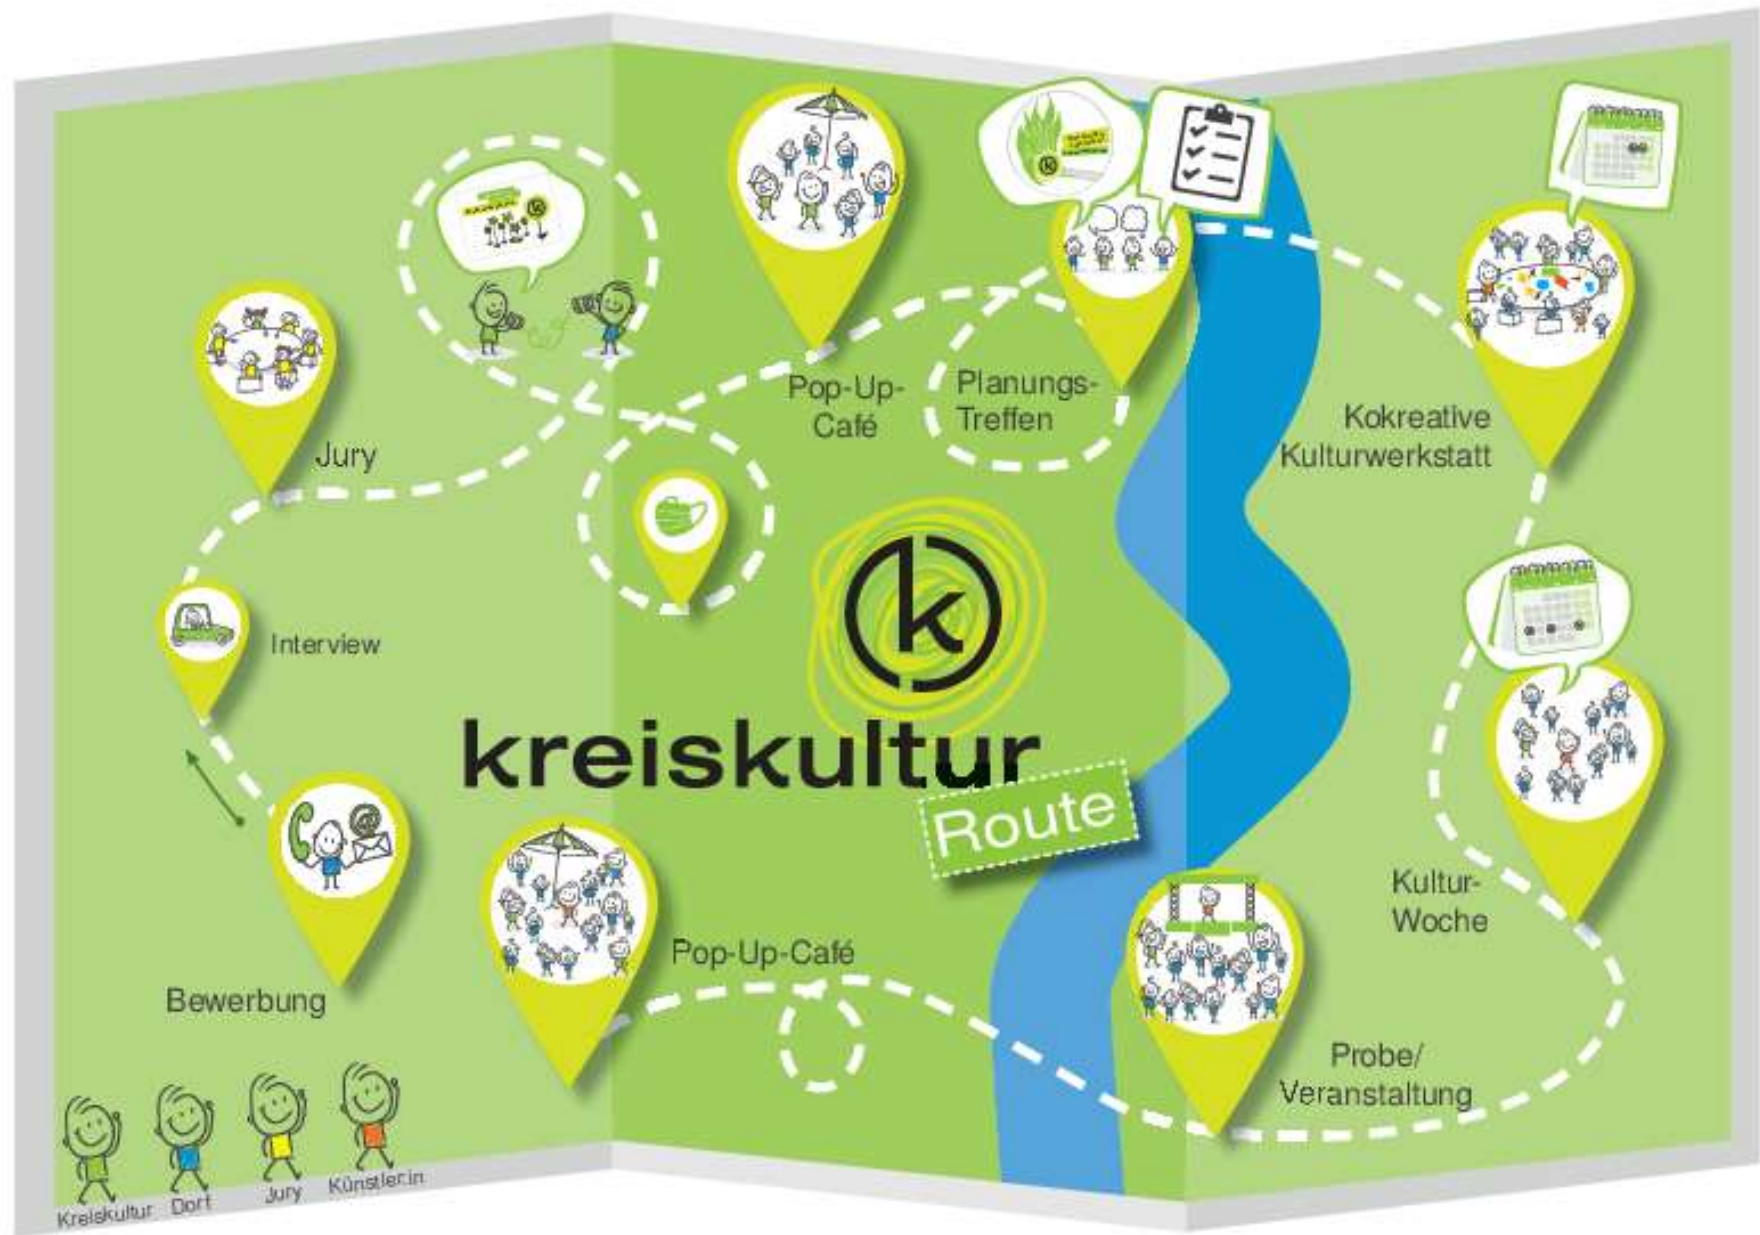 Jury
Pop-Up-
Café
Planungs-
Treffen
Kokreative
Kulturwerkstatt
Interview
k
kreiskultur
Route
Kultur-
Woche
Pop-Up-Café
Bewerbung
Probe/
Veranstaltung
Kreiskultur
Dorf
Jury
Künstler:in